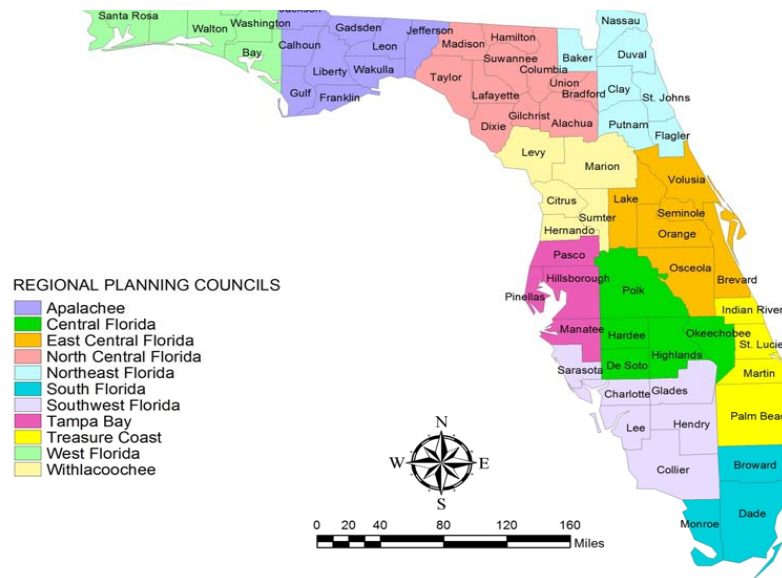 Jackson
Santa Rosa
Walton
Washington
Bay
Calhoun
Gadsden
Leon
Jefferson
Liberty
Wakulla
Gulf
Franklin
Madison
Hamilton
Suwannee
Columbia
Taylor
Lafayette
Union
Bradford
Gilchrist
Dixie
Alachua
Baker
Nassau
Duval
Clay
St. Johns
Putnam
Flagler
Levy
Marion
Citrus
Sumter
Hernando
Volusia
Lake
Seminole
Orange
Osceola
Brevard
Pasco
Hillsborough
Pinellas
Manatee
Polk
Hardee
Okeechobee
Highlands
De Soto
Indian River
St. Lucie
Martin
Palm Beac
Sarasota
Charlotte
Glades
Lee
Hendry
Collier
Broward
Dade
Monroe
REGIONAL PLANNING COUNCILS
Apalachee
Central Florida
East Central Florida
North Central Florida
Northeast Florida
South Florida
Southwest Florida
Tampa Bay
Treasure Coast
West Florida
Withlacoochee
N
W E
S
0 20 40 80 120 160
Miles